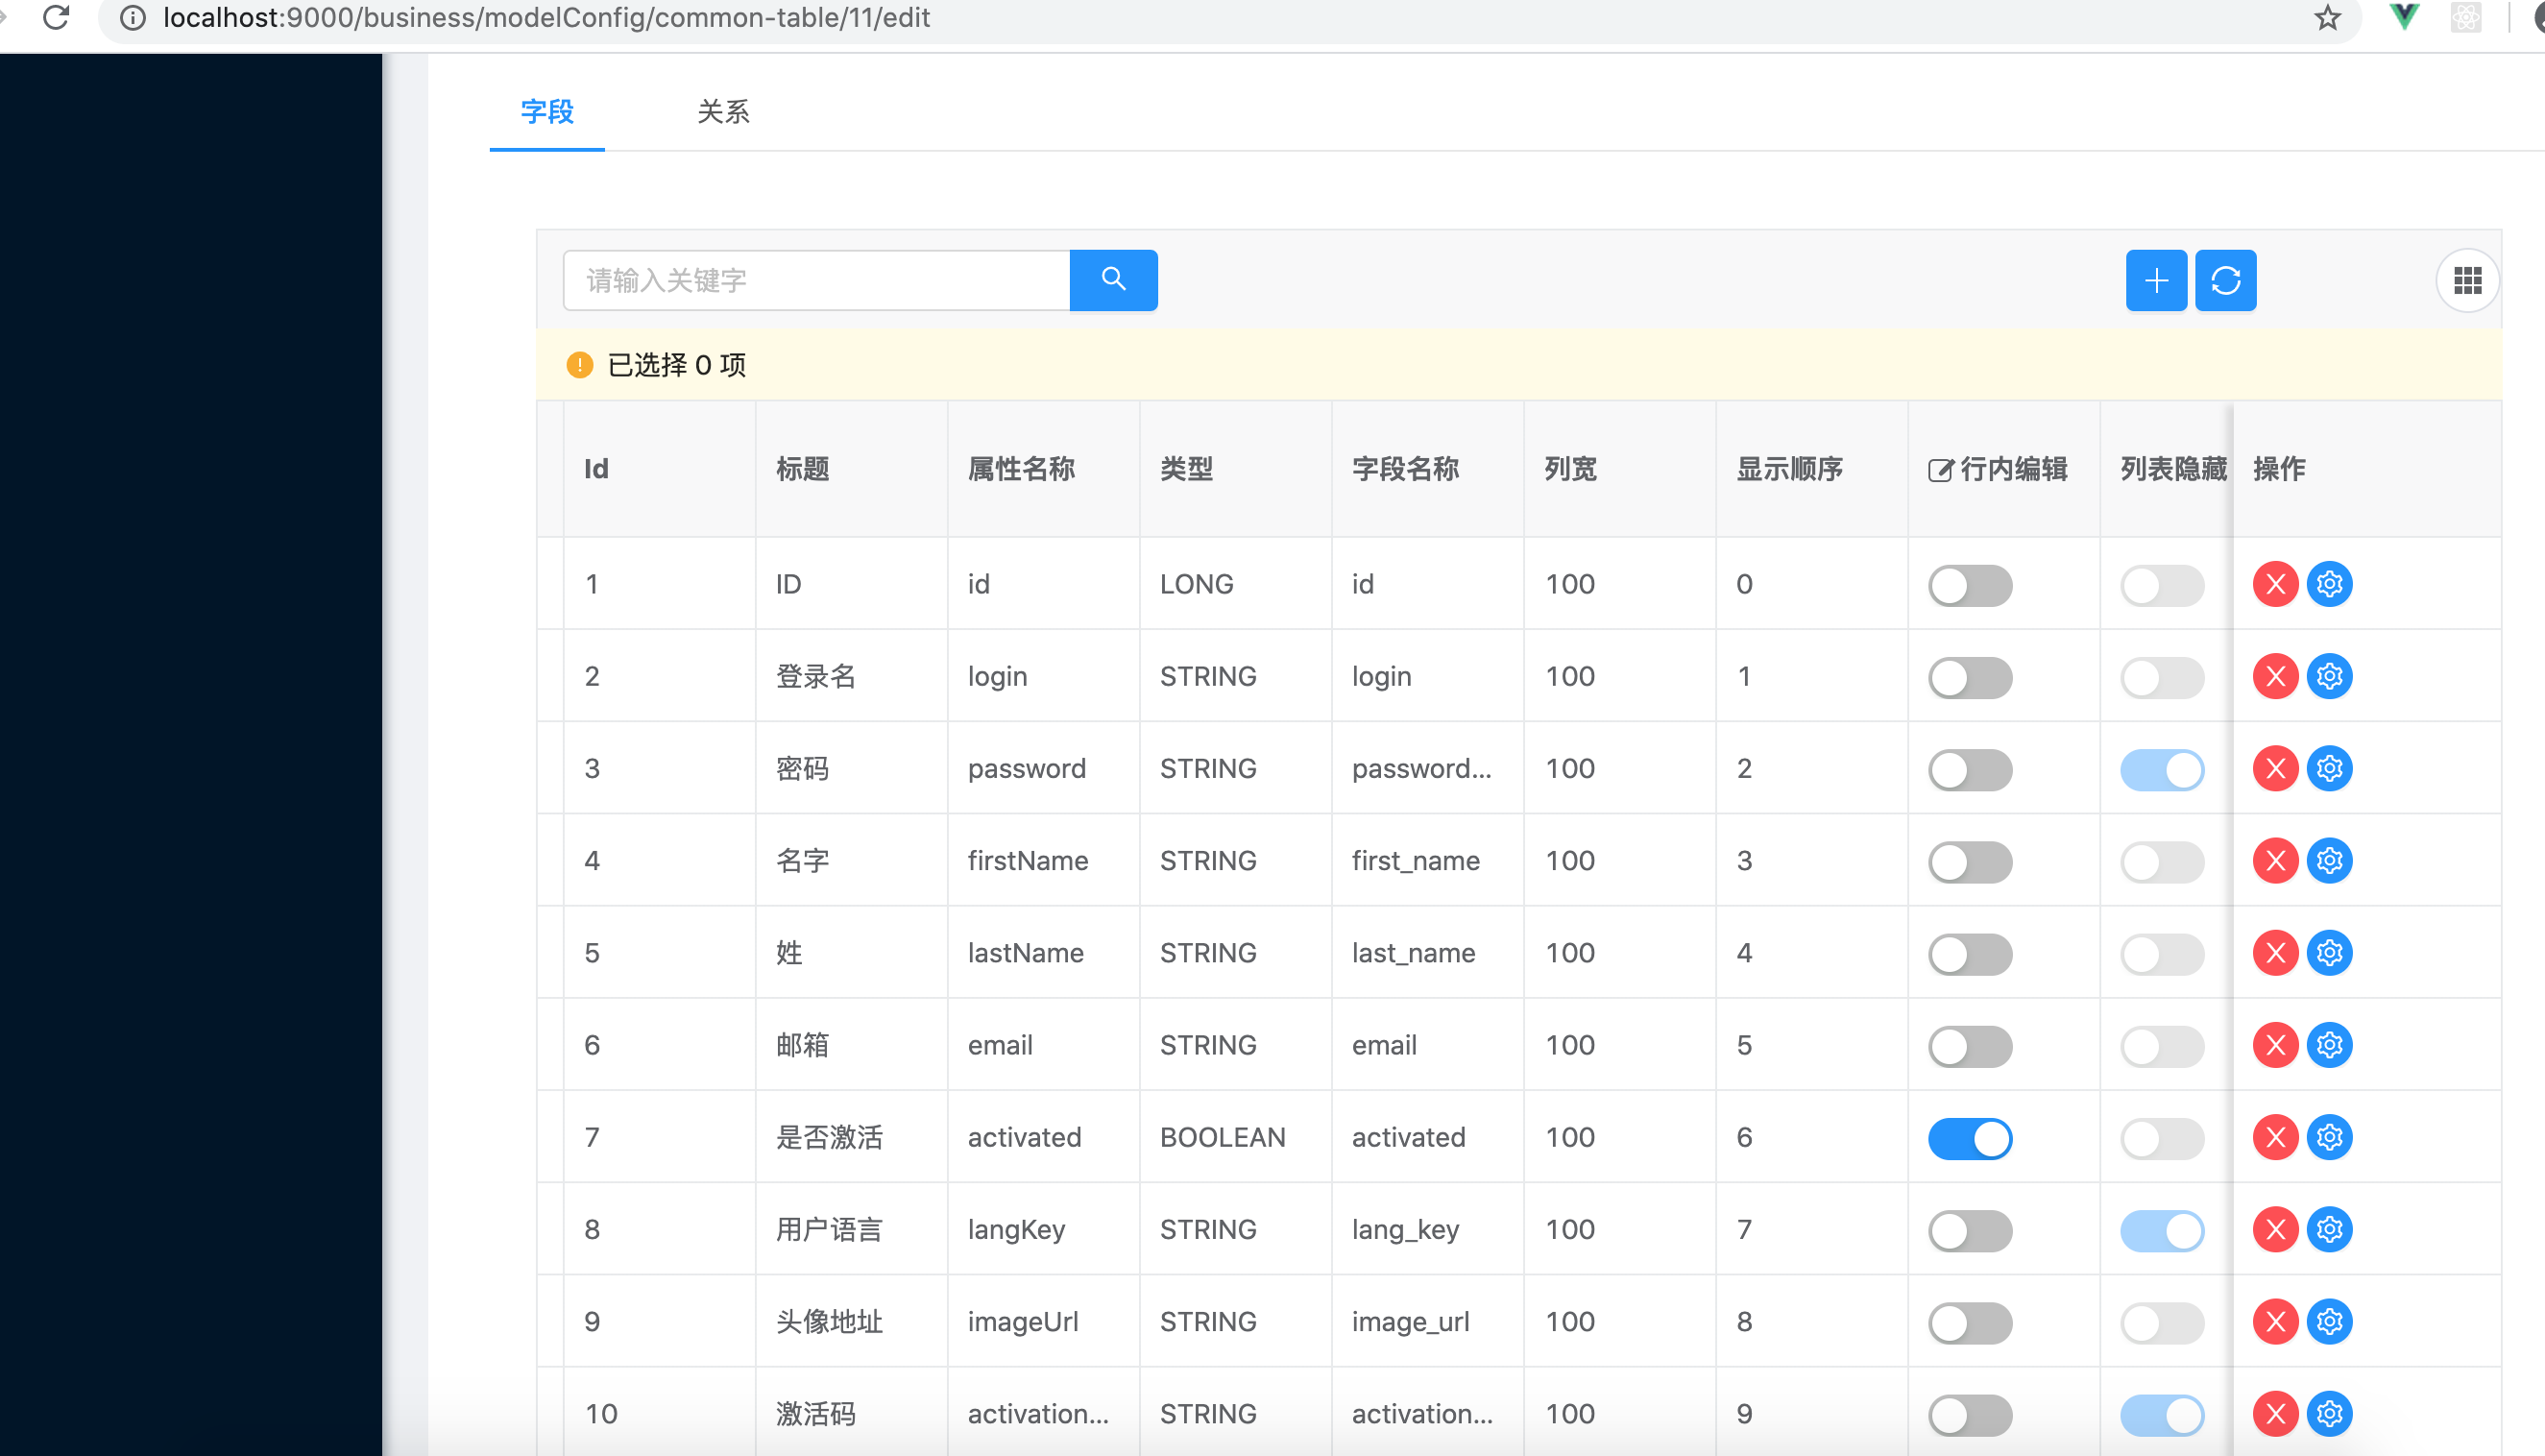 localhost:9000/business/modelConfig/common-table/11/edit
字段 关系
请输入关键字
已选择 0 项
Id 标题 属性名称 类型 字段名称 列宽 显示顺序 行内编辑 列表隐藏 操作
1 ID id LONG id 100 0
2 登录名 login STRING login 100 1
3 密码 password STRING password... 100 2
4 名字 firstName STRING first_name 100 3
5 姓 lastName STRING last_name 100 4
6 邮箱 email STRING email 100 5
7 是否激活 activated BOOLEAN activated 100 6
8 用户语言 langKey STRING lang_key 100 7
9 头像地址 imageUrl STRING image_url 100 8
10 激活码 activation... STRING activation... 100 9